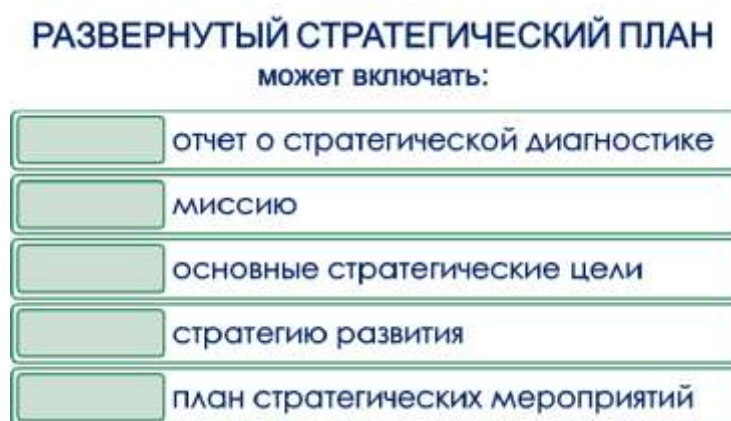 РАЗВЕРНУТЫЙ СТРАТЕГИЧЕСКИЙ ПЛАН
может включать:
отчет о стратегической диагностике
миссию
основные стратегические цели
стратегию развития
план стратегических мероприятий